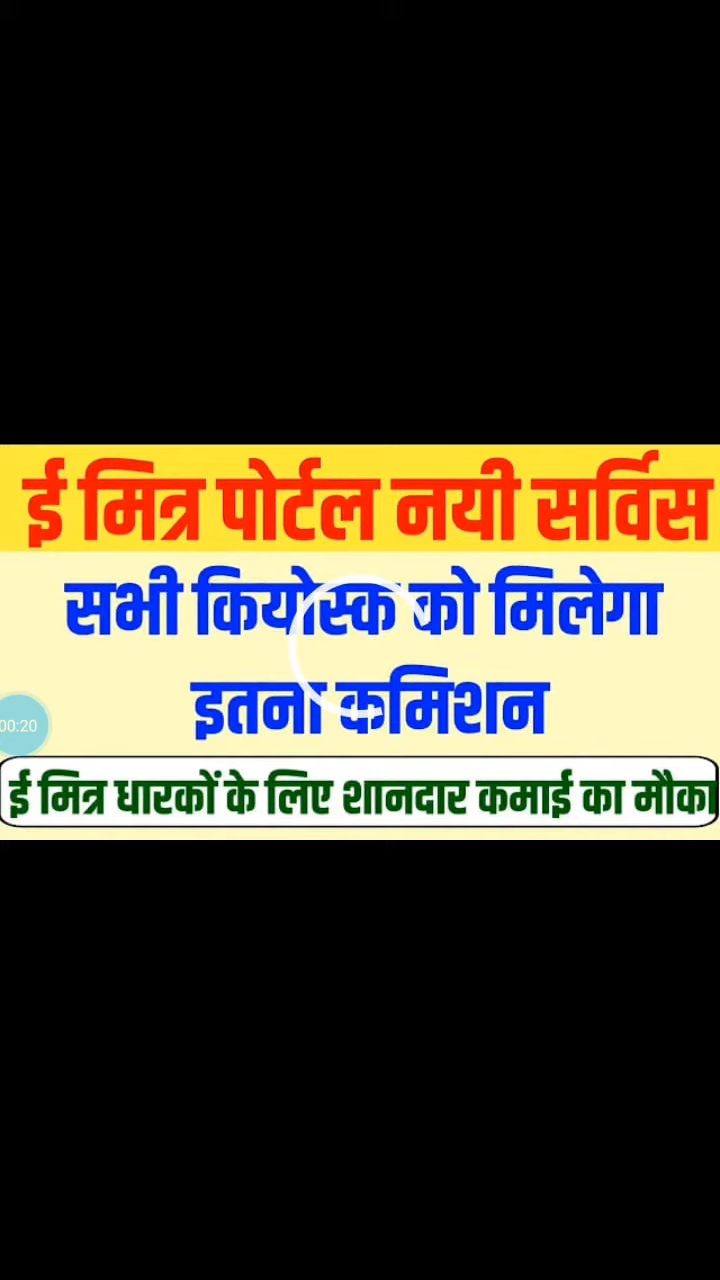 ई मित्र पोर्टल नयी सर्विस
सभी कियोस्क को मिलेगा
इतना कमिशन
00:20
ई मित्र धारकों के लिए शानदार कमाई का मौका